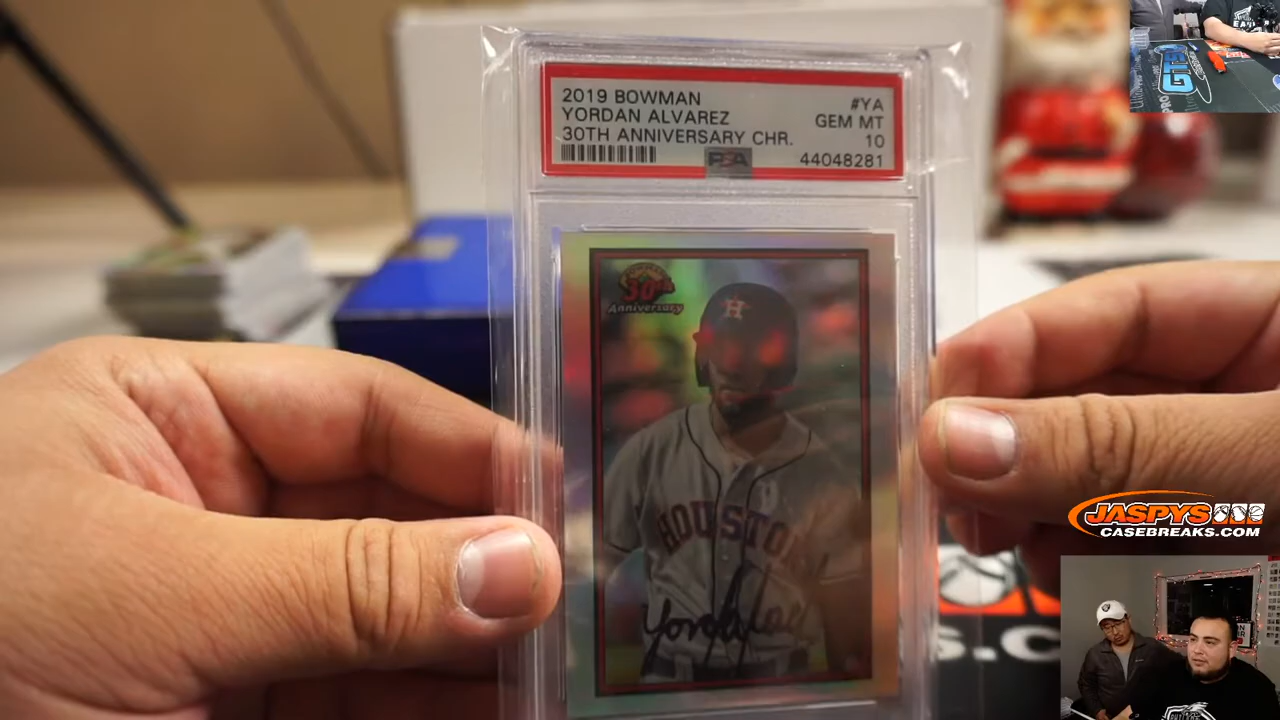 2019 BOWMAN #YA
YORDAN ALVAREZ GEM MT
30TH ANNIVERSARY CHR. 10
PSA 44048281
30th
Anniversary
H
HOUSTON
JASPYS
CASEBREAKS.COM
S.C